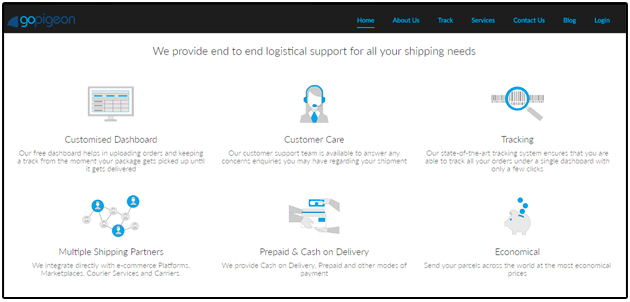 gopigeon
Home About Us Track Services Contact Us Blog Login
We provide end to end logistical support for all your shipping needs
Customised Dashboard
Our free dashboard helps in uploading orders and keeping
a track from the moment your package gets picked up until
it gets delivered
Customer Care
Our customer support team is available to answer any
concerns enquiries you may have regarding your shipment
Tracking
Our state-of-the-art tracking system ensures that you are
able to track all your orders under a single dashboard with
only a few clicks
Multiple Shipping Partners
We integrate directly with e-commerce Platforms,
Marketplaces, Courier Services and Carriers.
Prepaid & Cash on Delivery
We provide Cash on Delivery, Prepaid and other modes of
payment
Economical
Send your parcels across the world at the most economical
prices